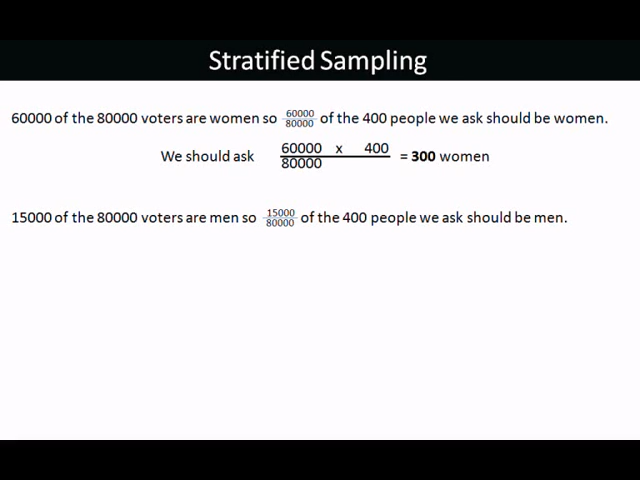 Stratified Sampling
60000 of the 80000 voters are women so 60000/80000 of the 400 people we ask should be women.
We should ask 60000 x 400 / 80000 = 300 women
15000 of the 80000 voters are men so 15000/80000 of the 400 people we ask should be men.